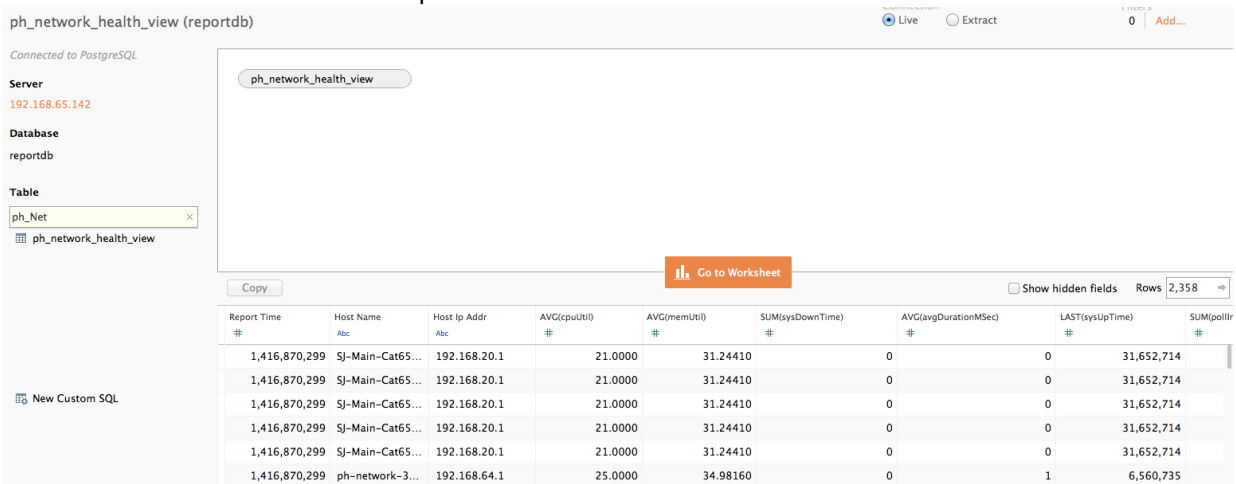 ph_network_health_view (reportdb)
Connection
Live
Extract
Filters
0
Add...
Connected to PostgreSQL
Server
192.168.65.142
Database
reportdb
Table
ph_Net
ph_network_health_view
New Custom SQL
ph_network_health_view
Go to Worksheet
Copy
Show hidden fields Rows 2,358
Report Time Host Name Host Ip Addr AVG(cpuUtil) AVG(memUtil) SUM(sysDownTime) AVG(avgDurationMSec) LAST(sysUpTime) SUM(pollIn
# Abc Abc # # # # # #
1,416,870,299 SJ-Main-Cat65... 192.168.20.1 21.0000 31.24410 0 0 31,652,714
1,416,870,299 SJ-Main-Cat65... 192.168.20.1 21.0000 31.24410 0 0 31,652,714
1,416,870,299 SJ-Main-Cat65... 192.168.20.1 21.0000 31.24410 0 0 31,652,714
1,416,870,299 SJ-Main-Cat65... 192.168.20.1 21.0000 31.24410 0 0 31,652,714
1,416,870,299 SJ-Main-Cat65... 192.168.20.1 21.0000 31.24410 0 0 31,652,714
1,416,870,299 ph-network-3... 192.168.64.1 25.0000 34.98160 0 1 6,560,735